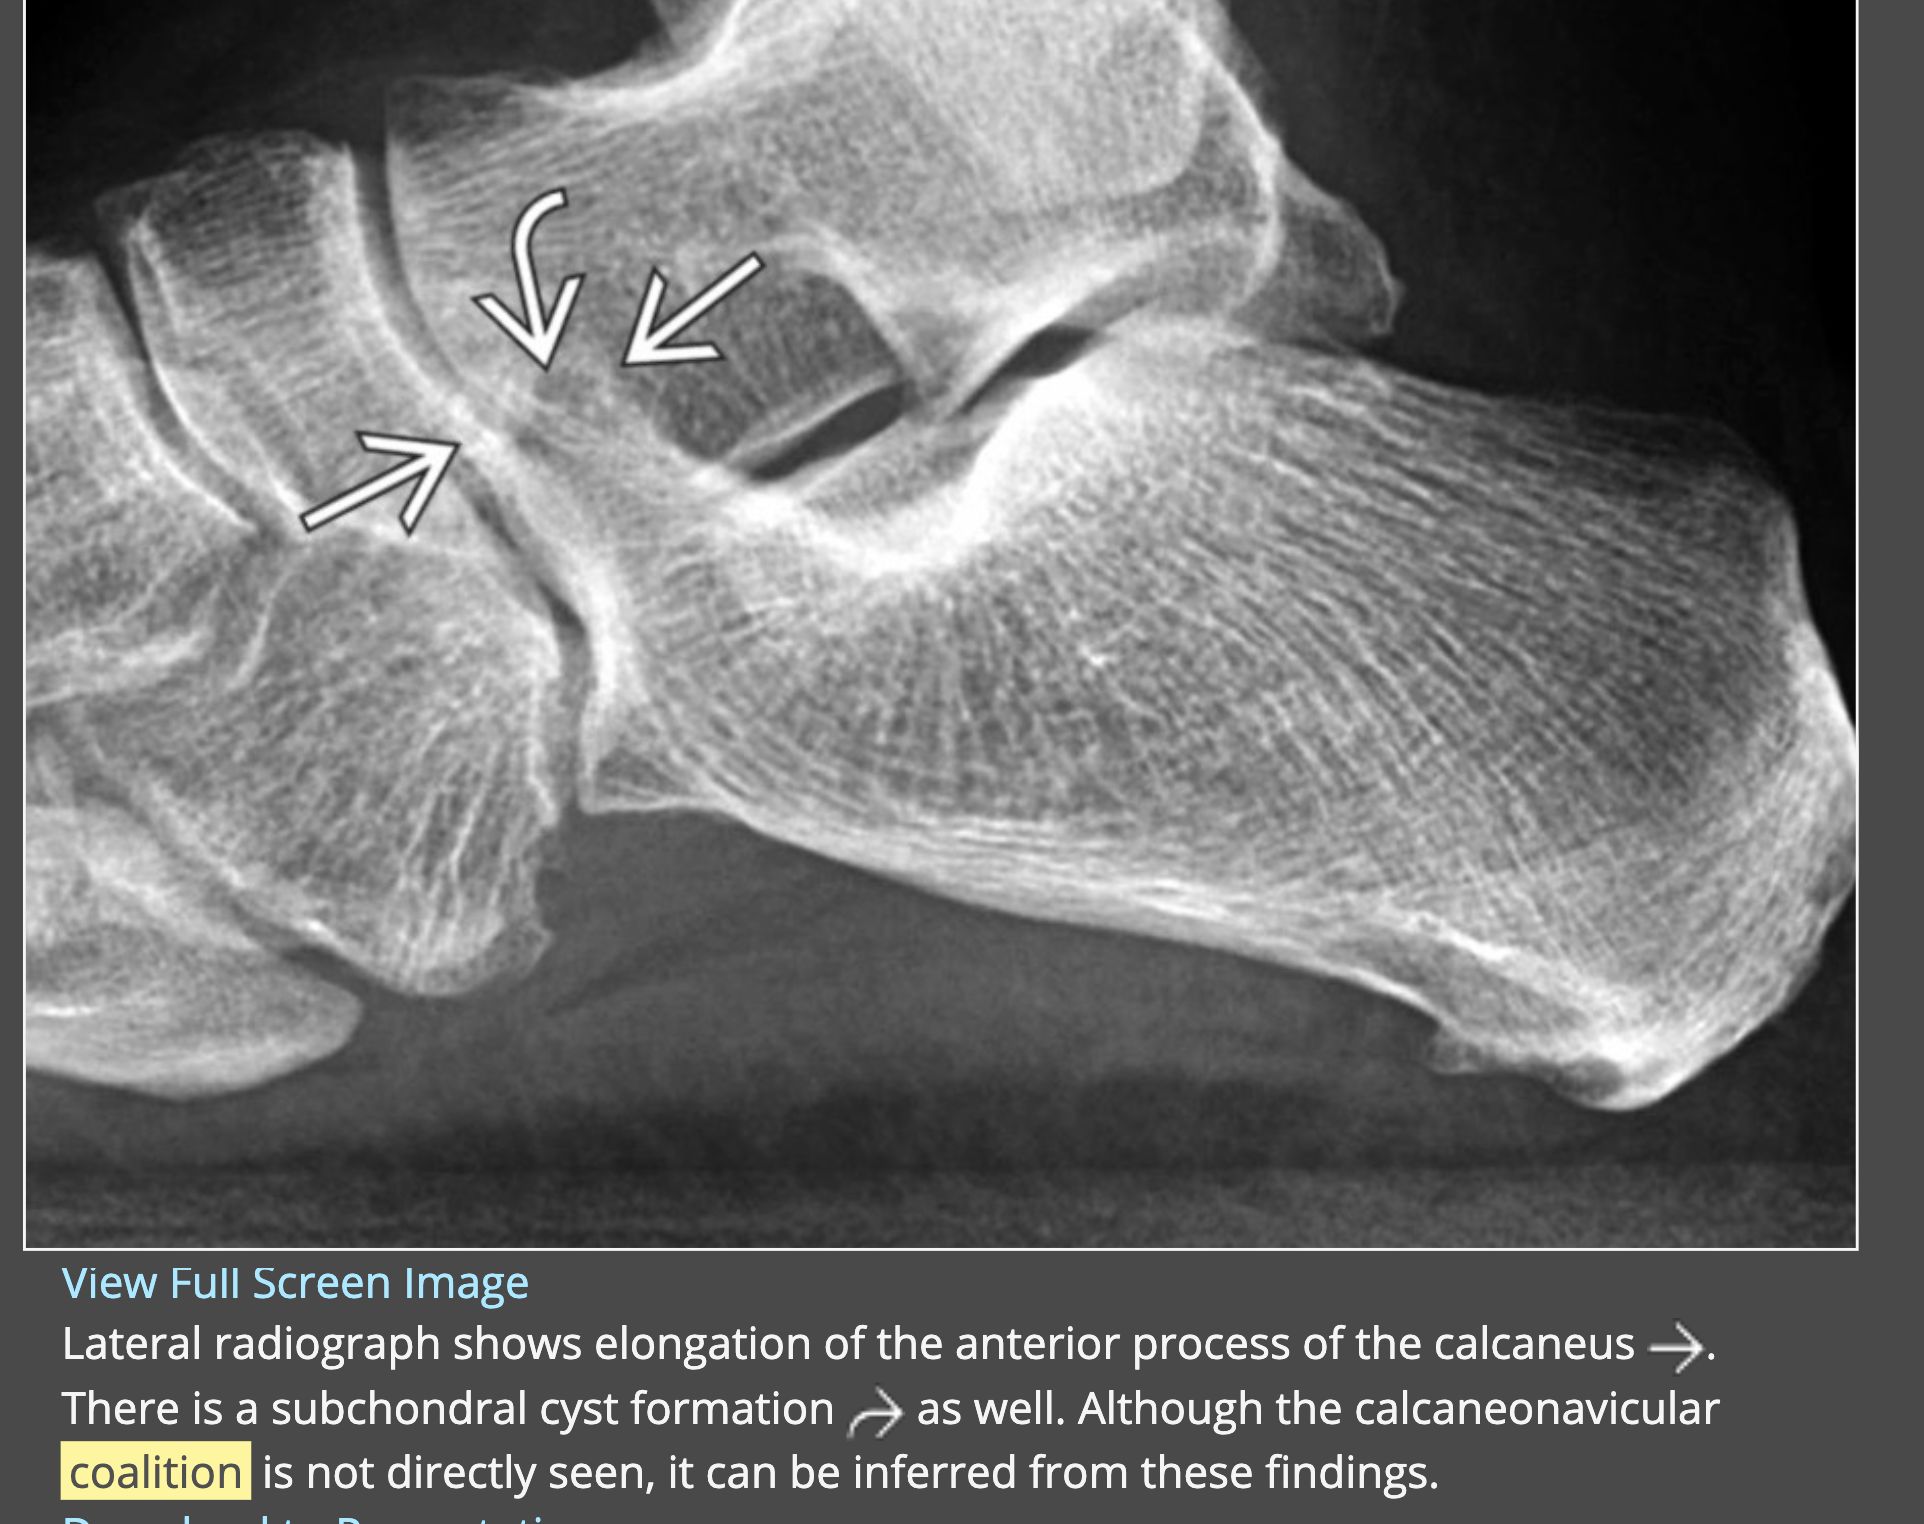 View Full Screen Image
Lateral radiograph shows elongation of the anterior process of the calcaneus →.
There is a subchondral cyst formation ↷ as well. Although the calcaneonavicular
coalition is not directly seen, it can be inferred from these findings.